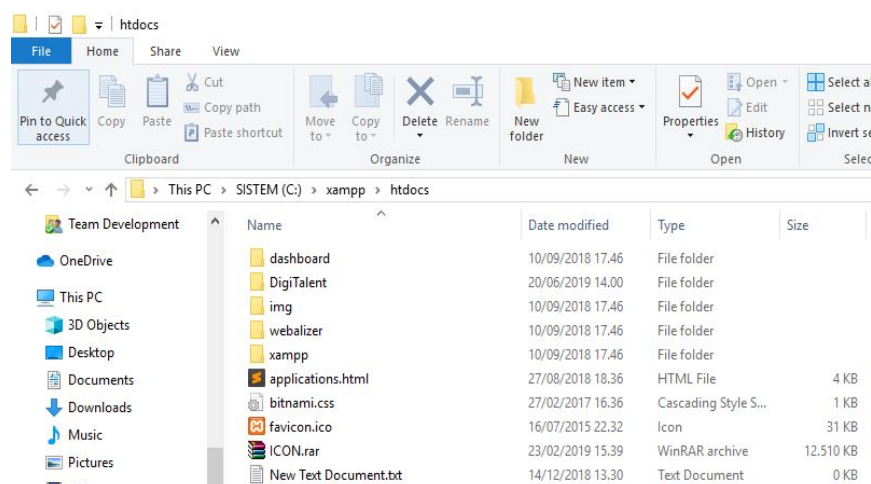 htdocs
File Home Share View
Pin to Quick access
Copy
Paste
Cut
Copy path
Paste shortcut
Clipboard
Move to
Copy to
Delete
Rename
Organize
New folder
New item
Easy access
New
Properties
Open
Edit
History
Open
Select a
Select n
Invert se
Selec
This PC > SISTEM (C:) > xampp > htdocs
Team Development
OneDrive
This PC
3D Objects
Desktop
Documents
Downloads
Music
Pictures
Name Date modified Type Size
dashboard 10/09/2018 17.46 File folder
DigiTalent 20/06/2019 14.00 File folder
img 10/09/2018 17.46 File folder
webalizer 10/09/2018 17.46 File folder
xampp 10/09/2018 17.46 File folder
applications.html 27/08/2018 18.36 HTML File 4 KB
bitnami.css 27/02/2017 16.36 Cascading Style S... 1 KB
favicon.ico 16/07/2015 22.32 Icon 31 KB
ICON.rar 23/02/2019 15.39 WinRAR archive 12.510 KB
New Text Document.txt 14/12/2018 13.30 Text Document 0 KB